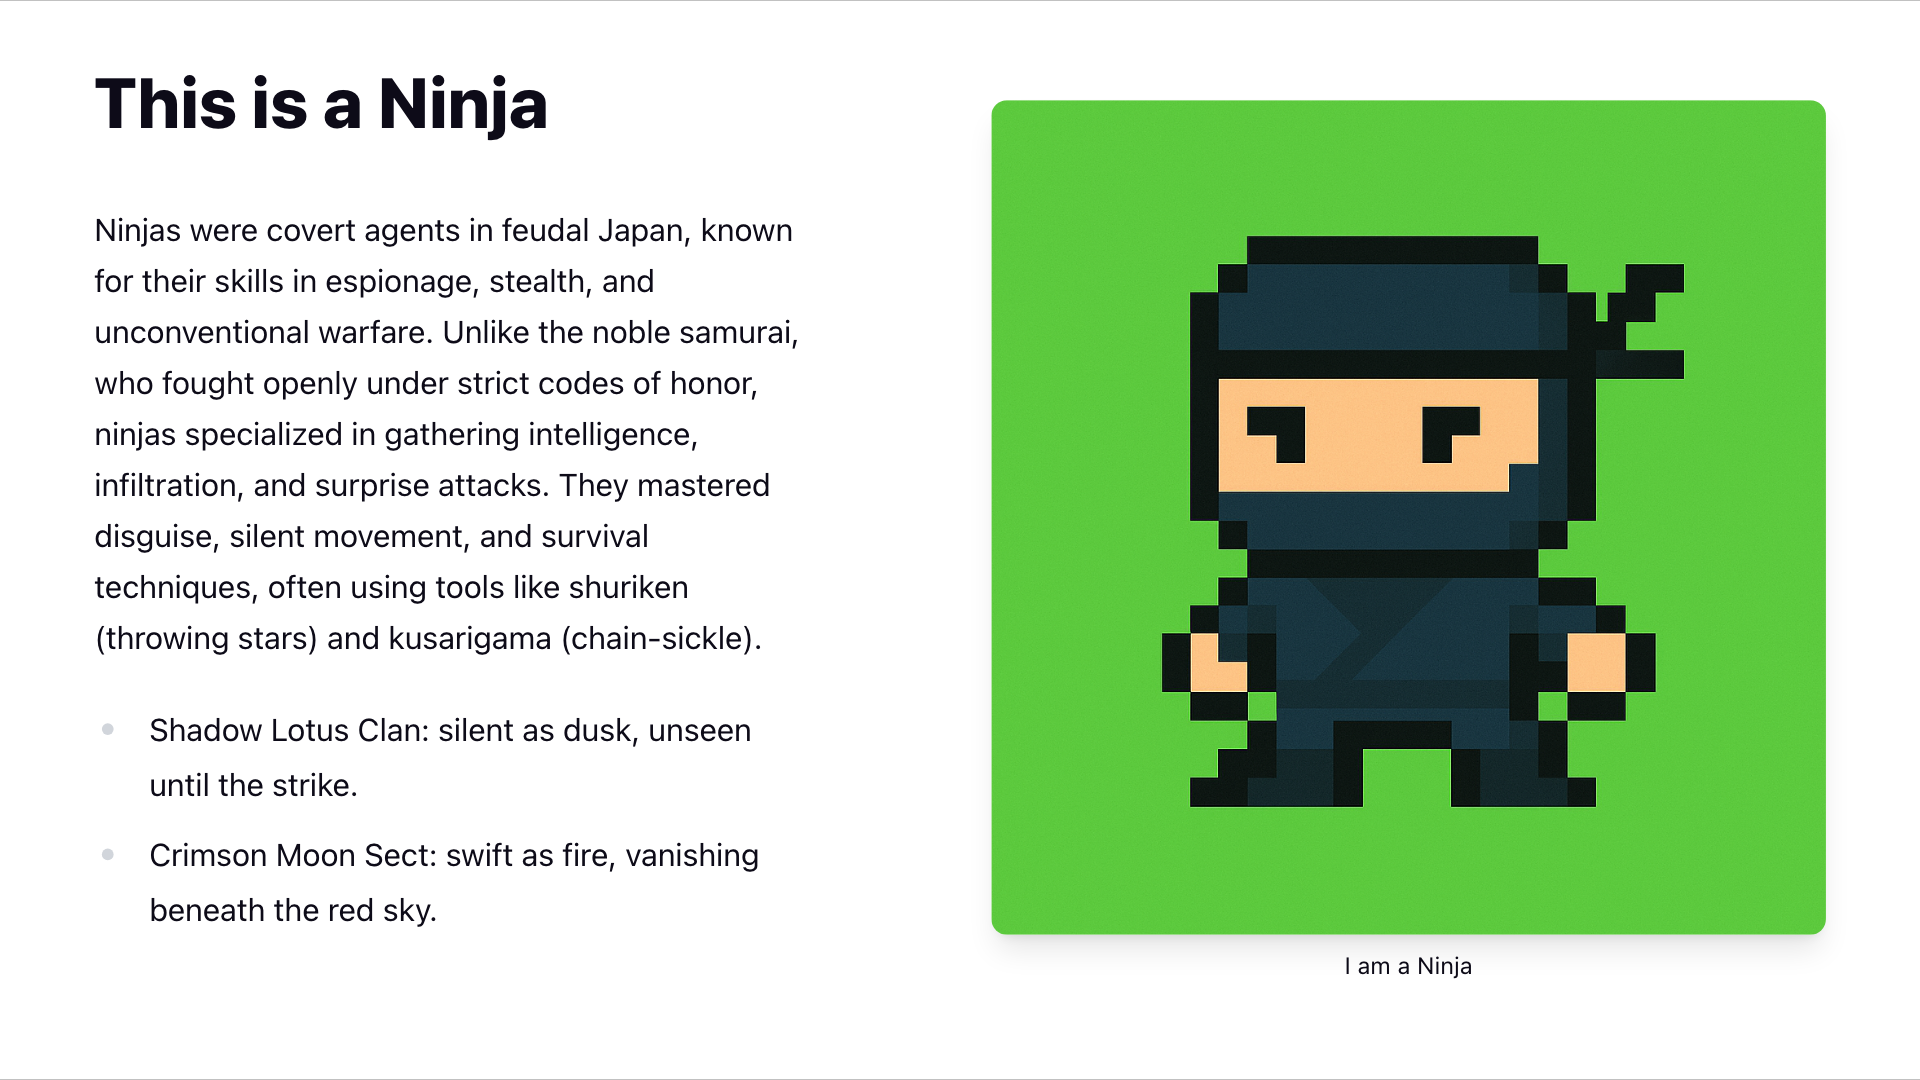 This is a Ninja
Ninjas were covert agents in feudal Japan, known
for their skills in espionage, stealth, and
unconventional warfare. Unlike the noble samurai,
who fought openly under strict codes of honor,
ninjas specialized in gathering intelligence,
infiltration, and surprise attacks. They mastered
disguise, silent movement, and survival
techniques, often using tools like shuriken
(throwing stars) and kusarigama (chain-sickle).
Shadow Lotus Clan: silent as dusk, unseen
until the strike.
Crimson Moon Sect: swift as fire, vanishing
beneath the red sky.
I am a Ninja